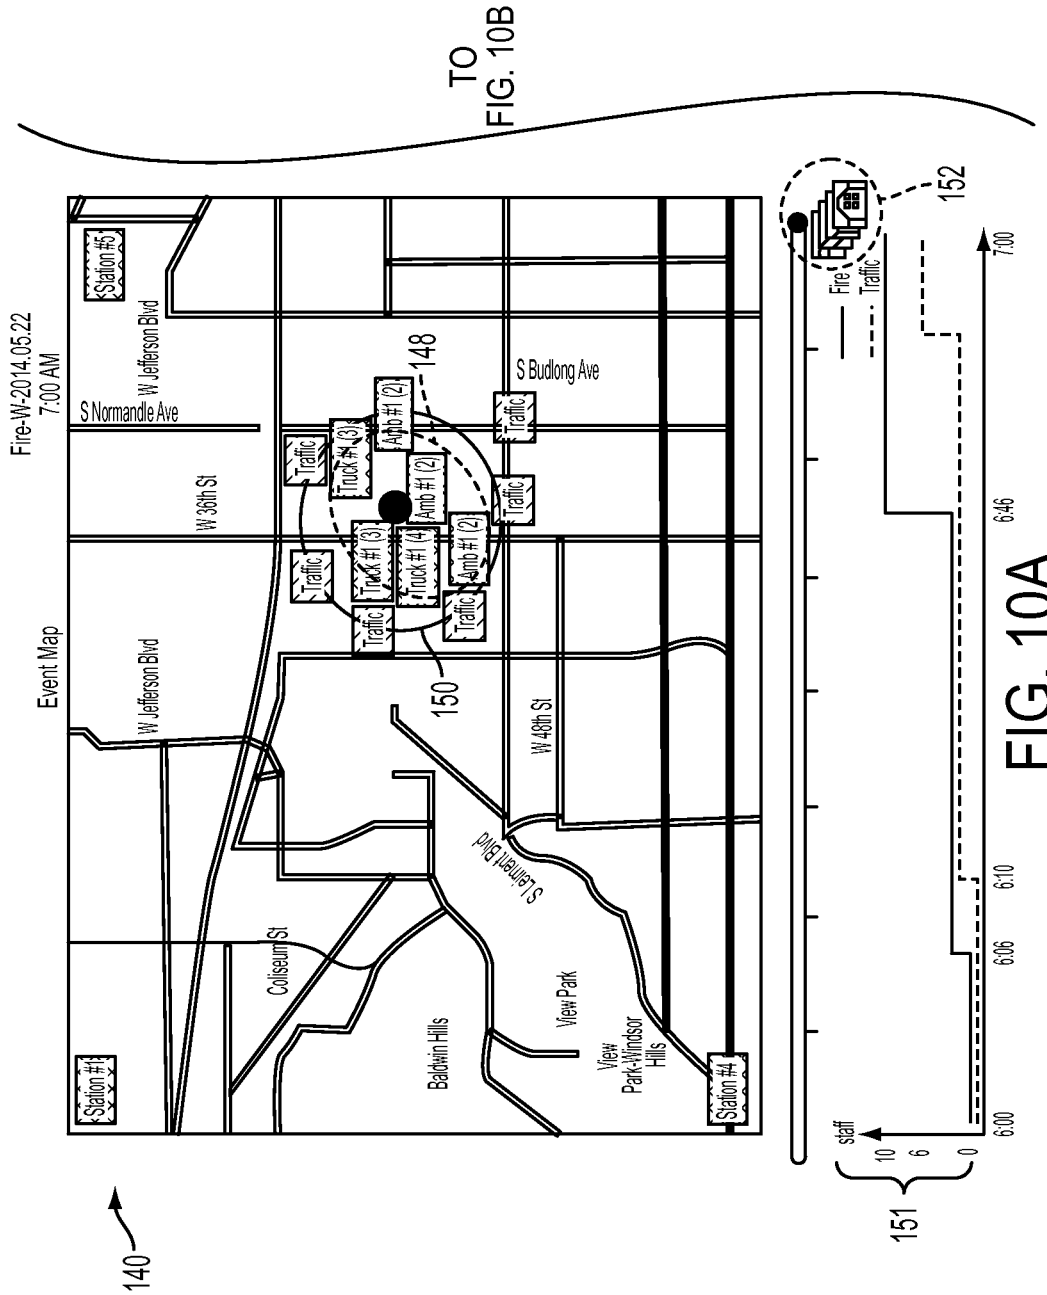 Fire-W-2014.05.22
7:00 AM
Event Map
140
Station #1
Station #5
W Jefferson Blvd
W Jefferson Blvd
S Normandle Ave
W 36th St
Coliseum St
Traffic
Traffic
Truck #1 (3)
Traffic
Truck #1 (3)
Amb #1 (2)
148
Truck #1 (4)
Amb #1 (2)
150
Traffic
Amb #1 (2)
Traffic
Traffic
S Budlong Ave
Baldwin Hills
S Leiment Blvd
W 48th St
View Park
View
Park-Windsor
Hills
Station #4
TO
FIG. 10B
152
Fire
Traffic
151
staff
10
6
0
6:00
6:06
6:10
6:46
7:00
FIG. 10A